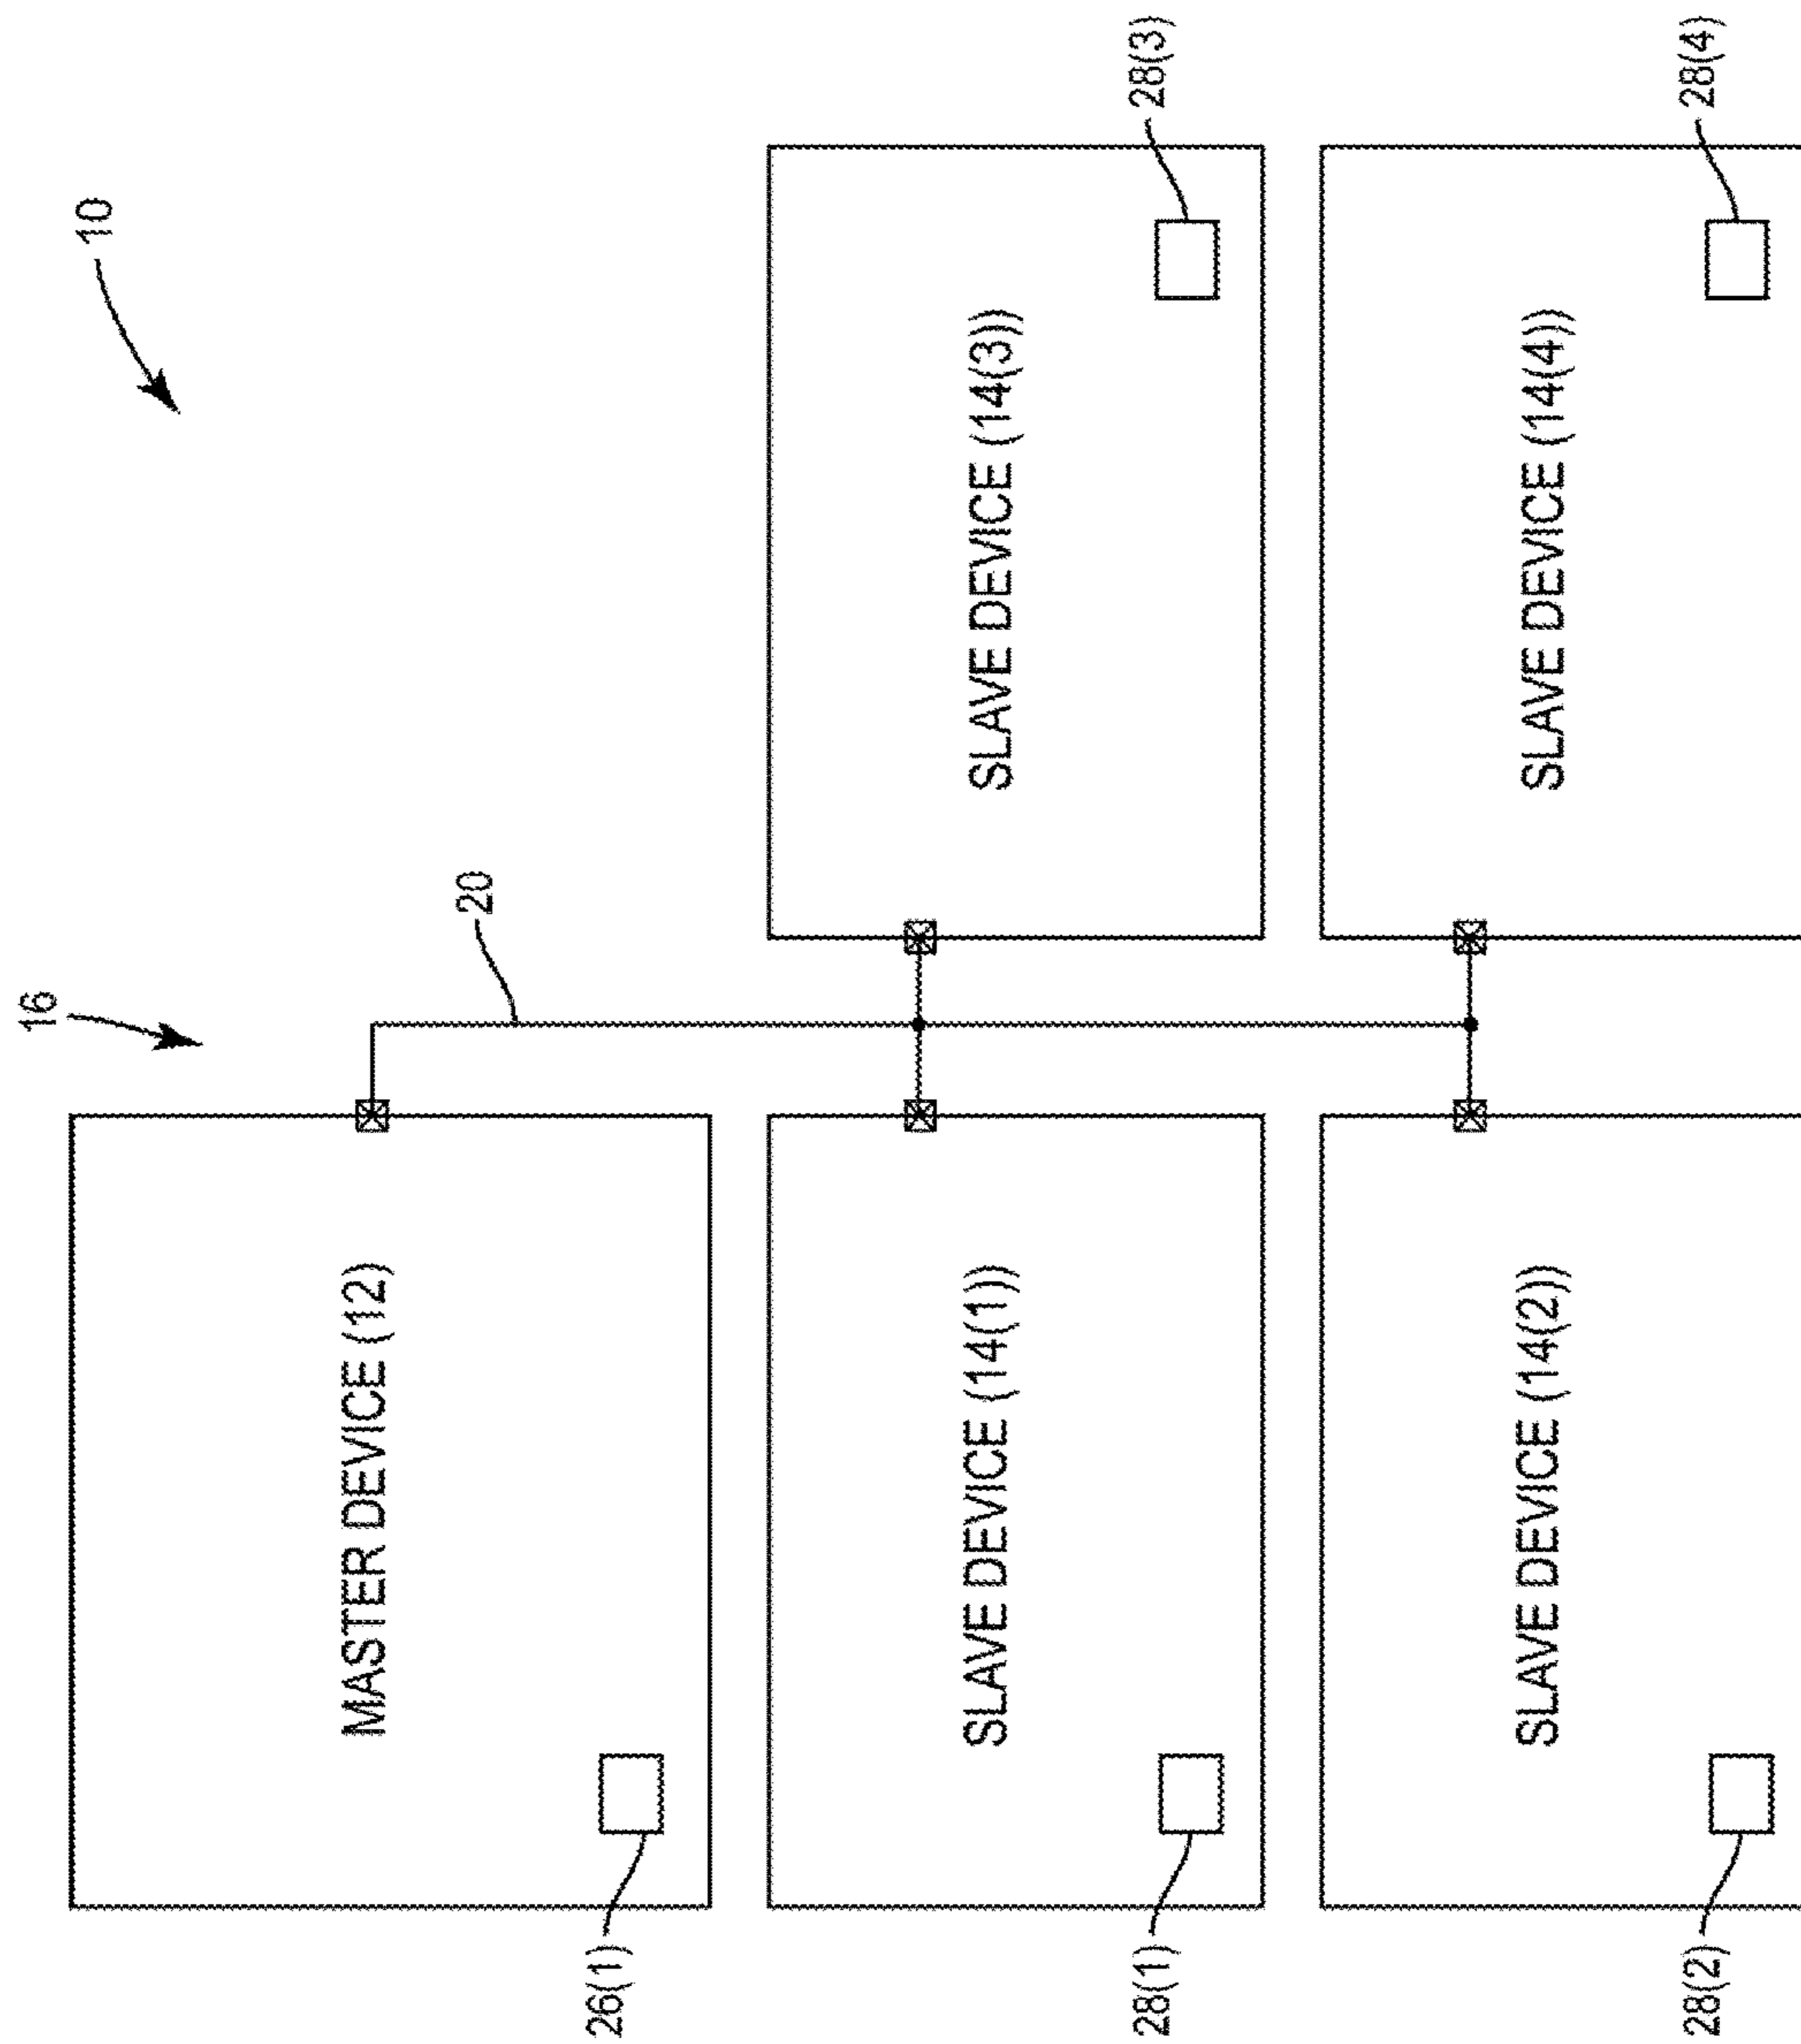 10
16
20
MASTER DEVICE (12)
26(1)
SLAVE DEVICE (14(1))
28(1)
SLAVE DEVICE (14(3))
28(3)
SLAVE DEVICE (14(2))
28(2)
SLAVE DEVICE (14(4))
28(4)